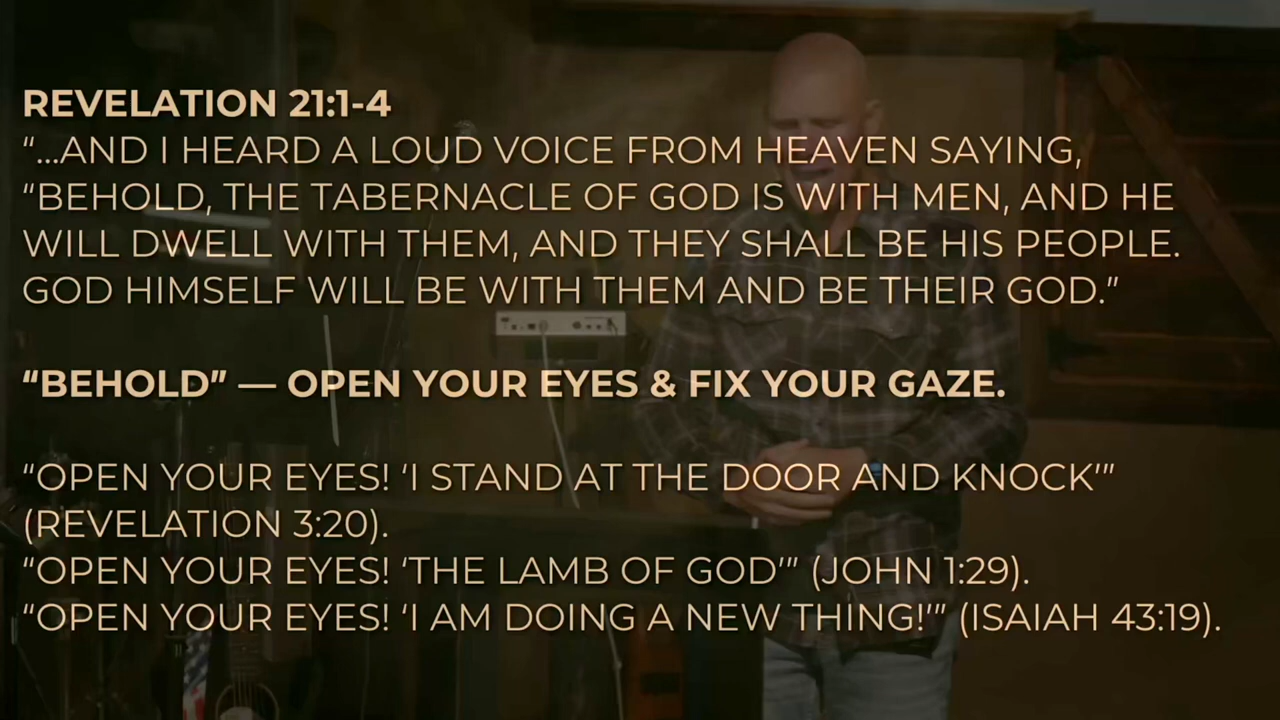 REVELATION 21:1-4
“...AND I HEARD A LOUD VOICE FROM HEAVEN SAYING,
“BEHOLD, THE TABERNACLE OF GOD IS WITH MEN, AND HE
WILL DWELL WITH THEM, AND THEY SHALL BE HIS PEOPLE.
GOD HIMSELF WILL BE WITH THEM AND BE THEIR GOD.”
“BEHOLD” — OPEN YOUR EYES & FIX YOUR GAZE.
“OPEN YOUR EYES! ‘I STAND AT THE DOOR AND KNOCK’”
(REVELATION 3:20).
“OPEN YOUR EYES! ‘THE LAMB OF GOD’” (JOHN 1:29).
“OPEN YOUR EYES! ‘I AM DOING A NEW THING!’” (ISAIAH 43:19).